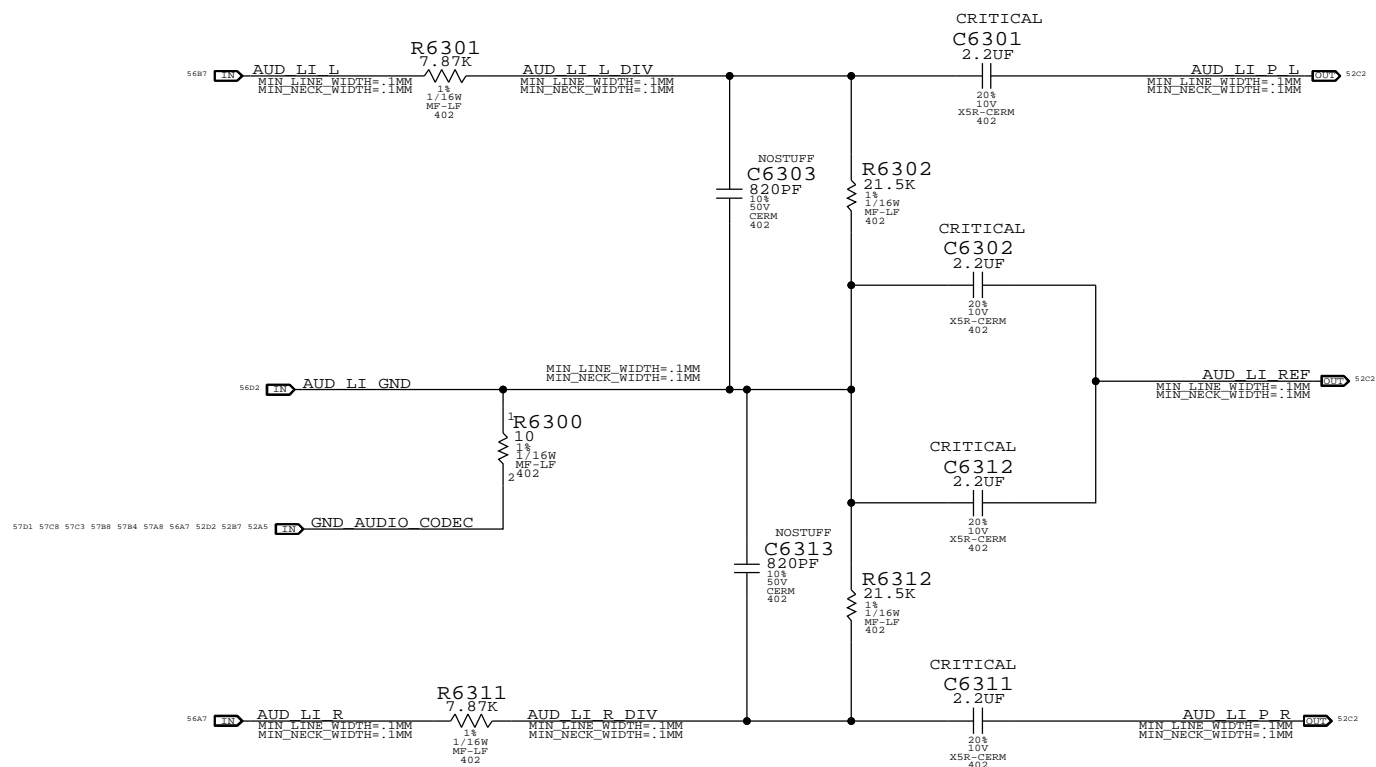 CRITICAL
C6301
2.2UF
20%
10V
X5R-CERM
402
R6301
7.87K
1%
1/16W
MF-LF
402
56B7
IN
AUD_LI_L
MIN_LINE_WIDTH=.1MM
MIN_NECK_WIDTH=.1MM
AUD_LI_L_DIV
MIN_LINE_WIDTH=.1MM
MIN_NECK_WIDTH=.1MM
AUD_LI_P_L
MIN_LINE_WIDTH=.1MM
MIN_NECK_WIDTH=.1MM
OUT
52C2
NOSTUFF
C6303
820PF
10%
50V
CERM
402
R6302
21.5K
1%
1/16W
MF-LF
402
CRITICAL
C6302
2.2UF
20%
10V
X5R-CERM
402
56D2
IN
AUD_LI_GND
MIN_LINE_WIDTH=.1MM
MIN_NECK_WIDTH=.1MM
AUD_LI_REF
MIN_LINE_WIDTH=.1MM
MIN_NECK_WIDTH=.1MM
OUT
52C2
1
R6300
10
1%
1/16W
MF-LF
402
2
CRITICAL
C6312
2.2UF
20%
10V
X5R-CERM
402
57D1 57C8 57C3 57B8 57B4 57A8 56A7 52D2 52B7 52A5
IN
GND_AUDIO_CODEC
NOSTUFF
C6313
820PF
10%
50V
CERM
402
R6312
21.5K
1%
1/16W
MF-LF
402
CRITICAL
C6311
2.2UF
20%
10V
X5R-CERM
402
R6311
7.87K
1%
1/16W
MF-LF
402
56A7
IN
AUD_LI_R
MIN_LINE_WIDTH=.1MM
MIN_NECK_WIDTH=.1MM
AUD_LI_R_DIV
MIN_LINE_WIDTH=.1MM
MIN_NECK_WIDTH=.1MM
AUD_LI_P_R
MIN_LINE_WIDTH=.1MM
MIN_NECK_WIDTH=.1MM
OUT
52C2